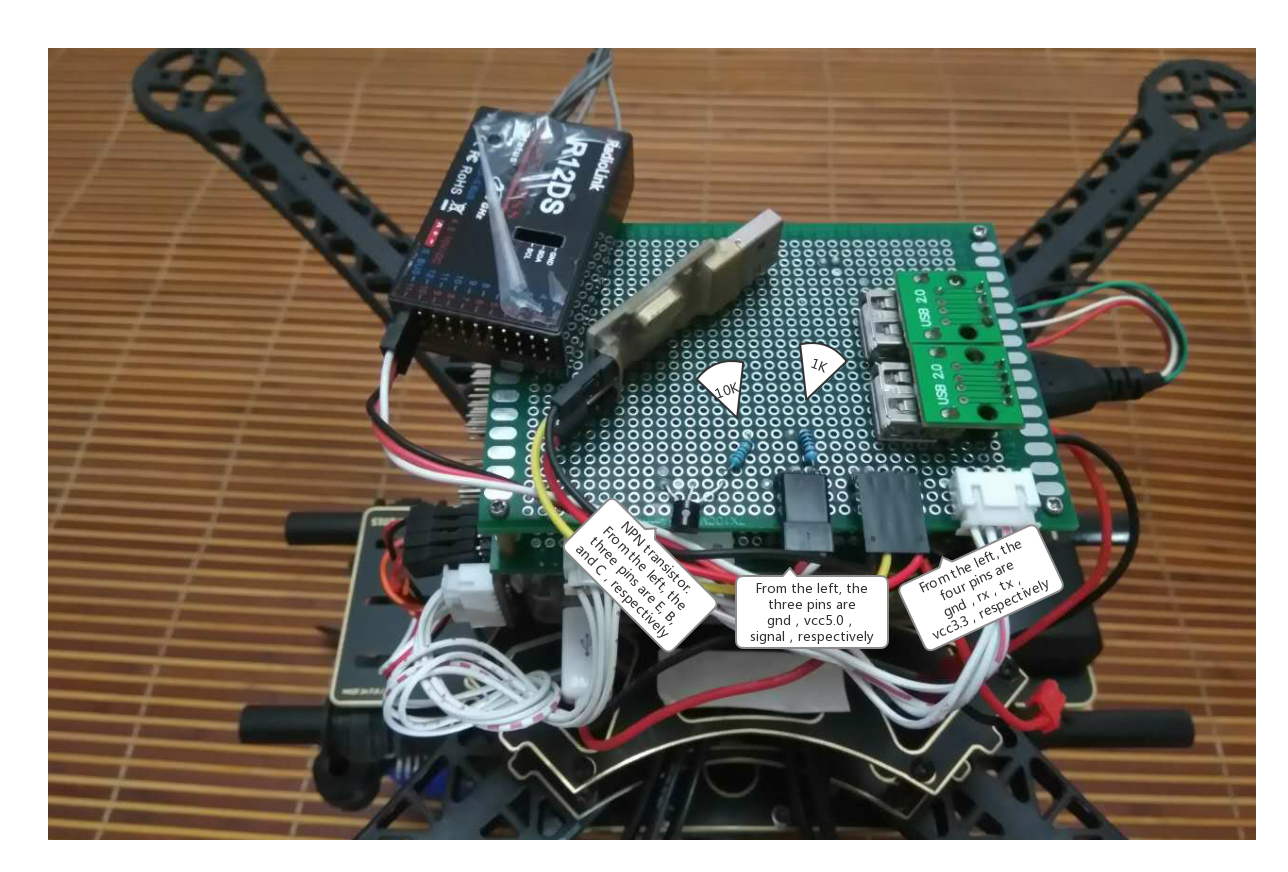 RadioLink
R12DS
GHz
FC RoHS
GND
SDA
SCL
USB 2.0
USB 2.0
10K
1K
NPN transistor.
From the left, the
three pins are E, B,
and C , respectively
From the left, the
three pins are
gnd , vcc5.0 ,
signal , respectively
From the left, the
four pins are
gnd , rx , tx ,
vcc3.3 , respectively